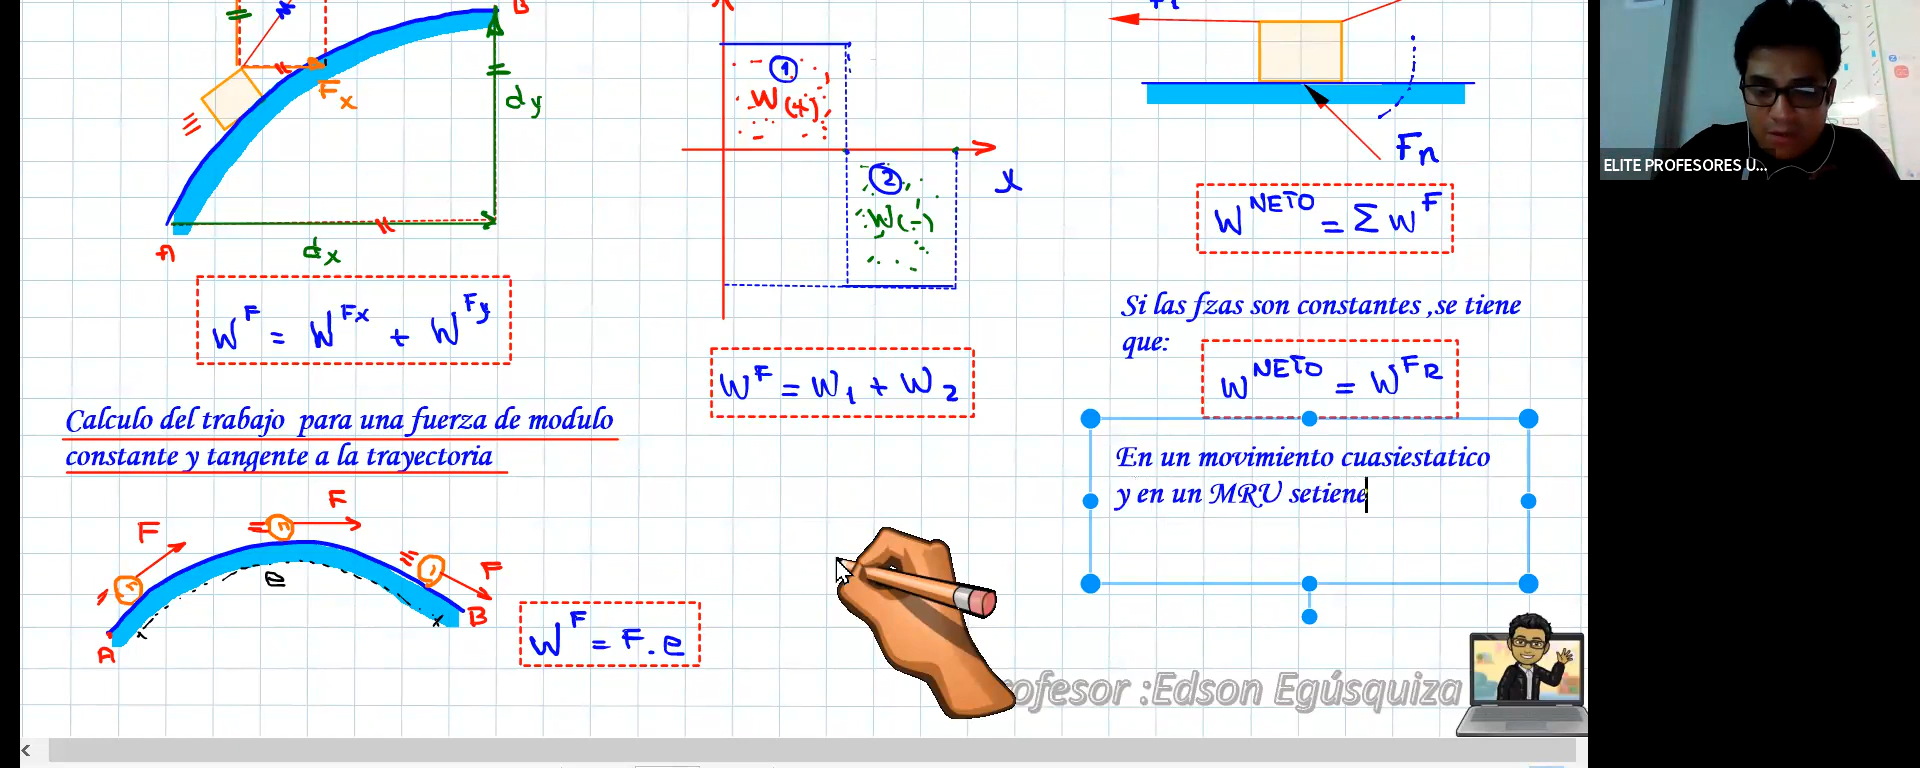 B
Fx
dy
A
dx
W^F = W^Fx + W^Fy
Calculo del trabajo para una fuerza de modulo
constante y tangente a la trayectoria
F
F
F
m
m
e
A
B
W^F = F.e
1
W(+)
2
W(-)
x
W^F = W1 + W2
Fn
W^NETO = Σ W^F
Si las fzas son constantes ,se tiene
que:
W^NETO = W^FR
En un movimiento cuasiestatico
y en un MRU setiene
rofesor :Edson Egúsquiza
ELITE PROFESORES U...